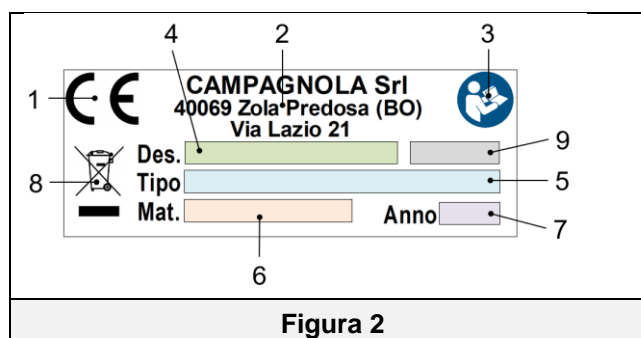 4 2 3
1 CE CAMPAGNOLA Srl
40069 Zola Predosa (BO)
Via Lazio 21
8 Des. 9
Tipo 5
Mat. Anno 7
6
Figura 2